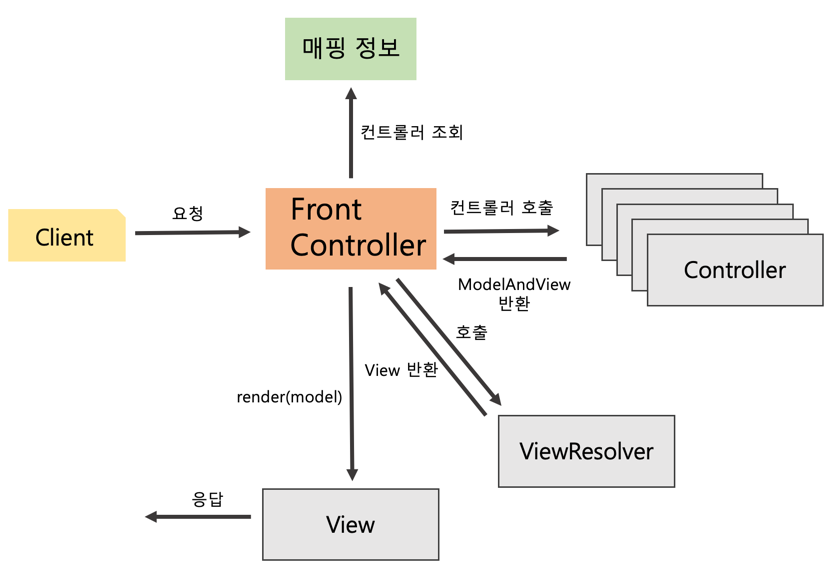 매핑 정보
컨트롤러 조회
Client
요청
Front
Controller
컨트롤러 호출
ModelAndView
반환
Controller
호출
View 반환
render(model)
ViewResolver
응답
View